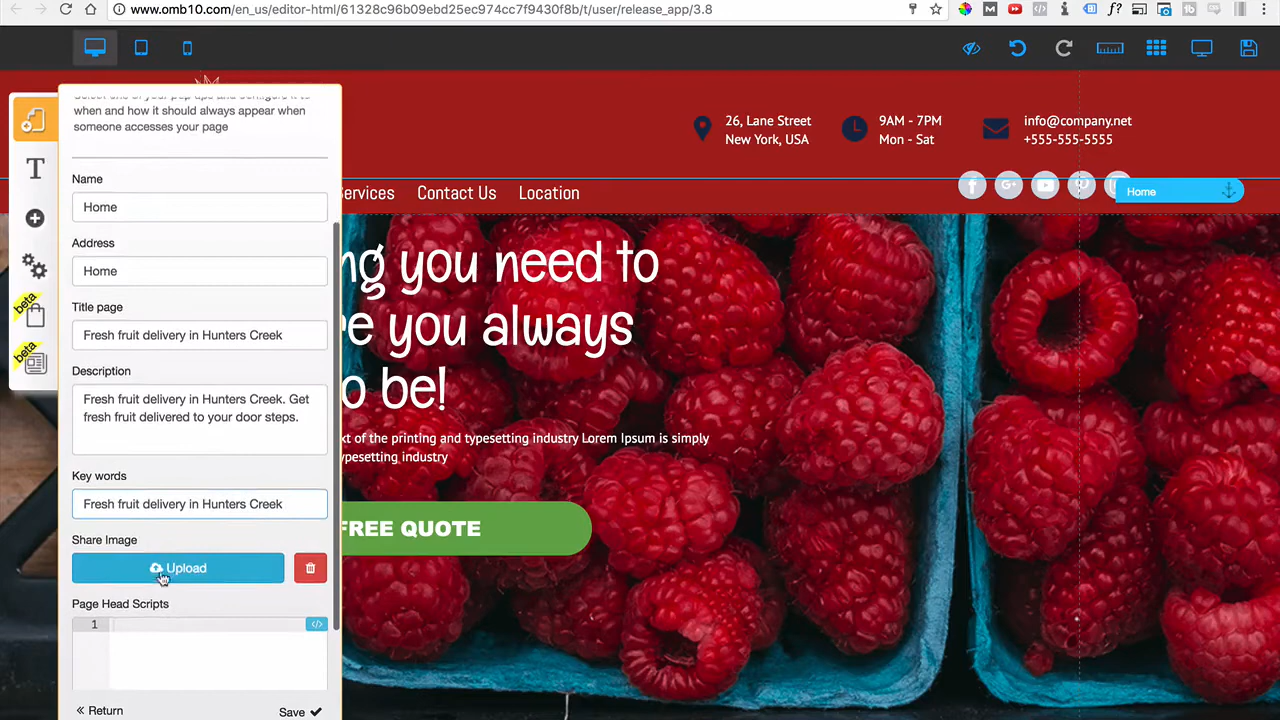 www.omb10.com/en_us/editor-html/61328c96b09ebd25ec974cc7f9430f8b/t/user/release_app/3.8
when and how it should always appear when
someone accesses your page
Name
Home
Address
Home
Title page
Fresh fruit delivery in Hunters Creek
Description
Fresh fruit delivery in Hunters Creek. Get
fresh fruit delivered to your door steps.
Key words
Fresh fruit delivery in Hunters Creek
Share Image
Upload
Page Head Scripts
1
</>
Return
Save
T
beta
beta
26, Lane Street
New York, USA
9AM - 7PM
Mon - Sat
info@company.net
+555-555-5555
ervices
Contact Us
Location
Home
ng you need to
re you always
o be!
xt of the printing and typesetting industry Lorem Ipsum is simply
ypesetting industry
FREE QUOTE